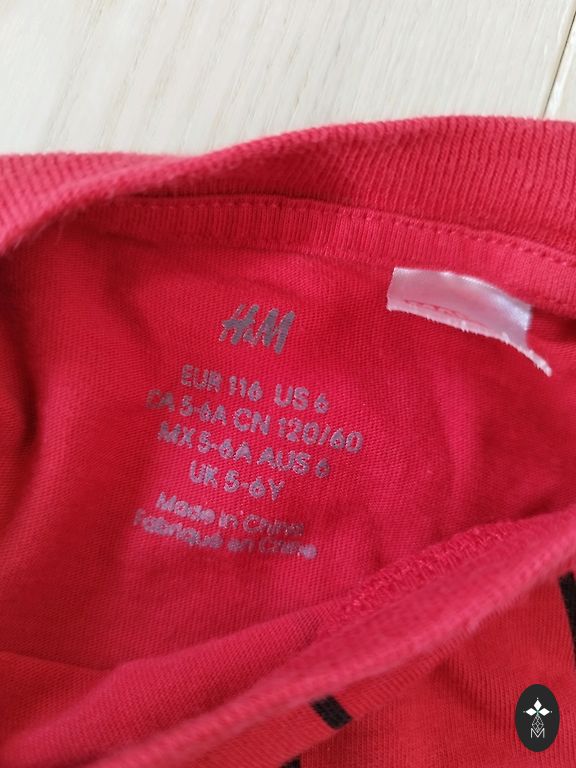 H&M
EUR 116 US 6
CA 5-6A CN 120/60
MX 5-6A AUS 6
UK 5-6Y
Made in China
Fabriqué en Chine
M